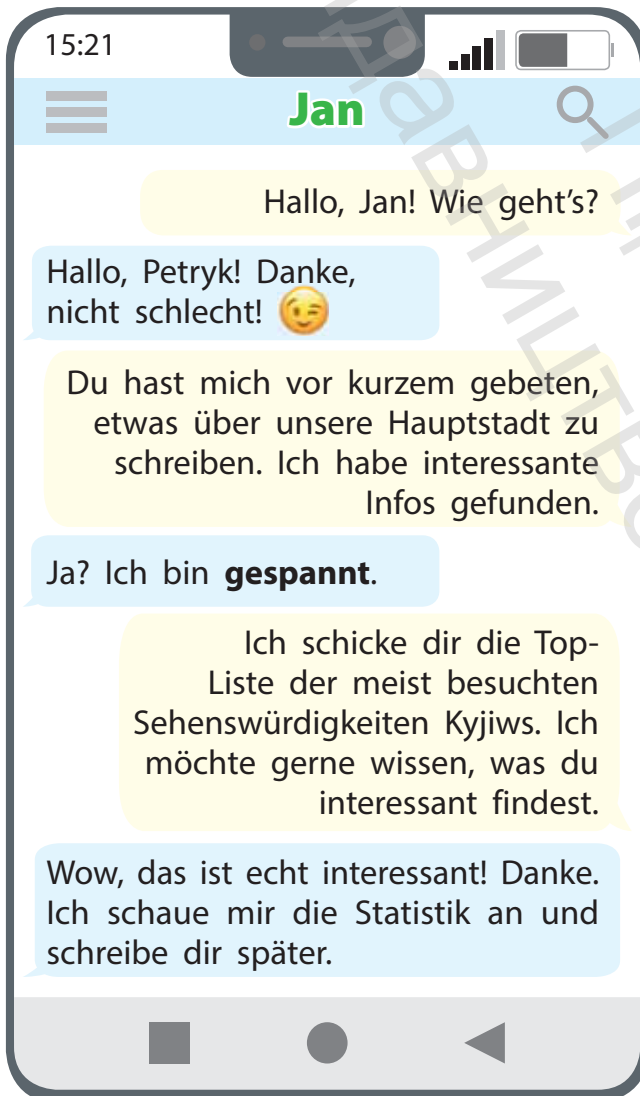 15:21
Jan
Hallo, Jan! Wie geht's?
Hallo, Petryk! Danke,
nicht schlecht! 😉
Du hast mich vor kurzem gebeten,
etwas über unsere Hauptstadt zu
schreiben. Ich habe interessante
Infos gefunden.
Ja? Ich bin gespannt.
Ich schicke dir die Top-
Liste der meist besuchten
Sehenswürdigkeiten Kyjiws. Ich
möchte gerne wissen, was du
interessant findest.
Wow, das ist echt interessant! Danke.
Ich schaue mir die Statistik an und
schreibe dir später.